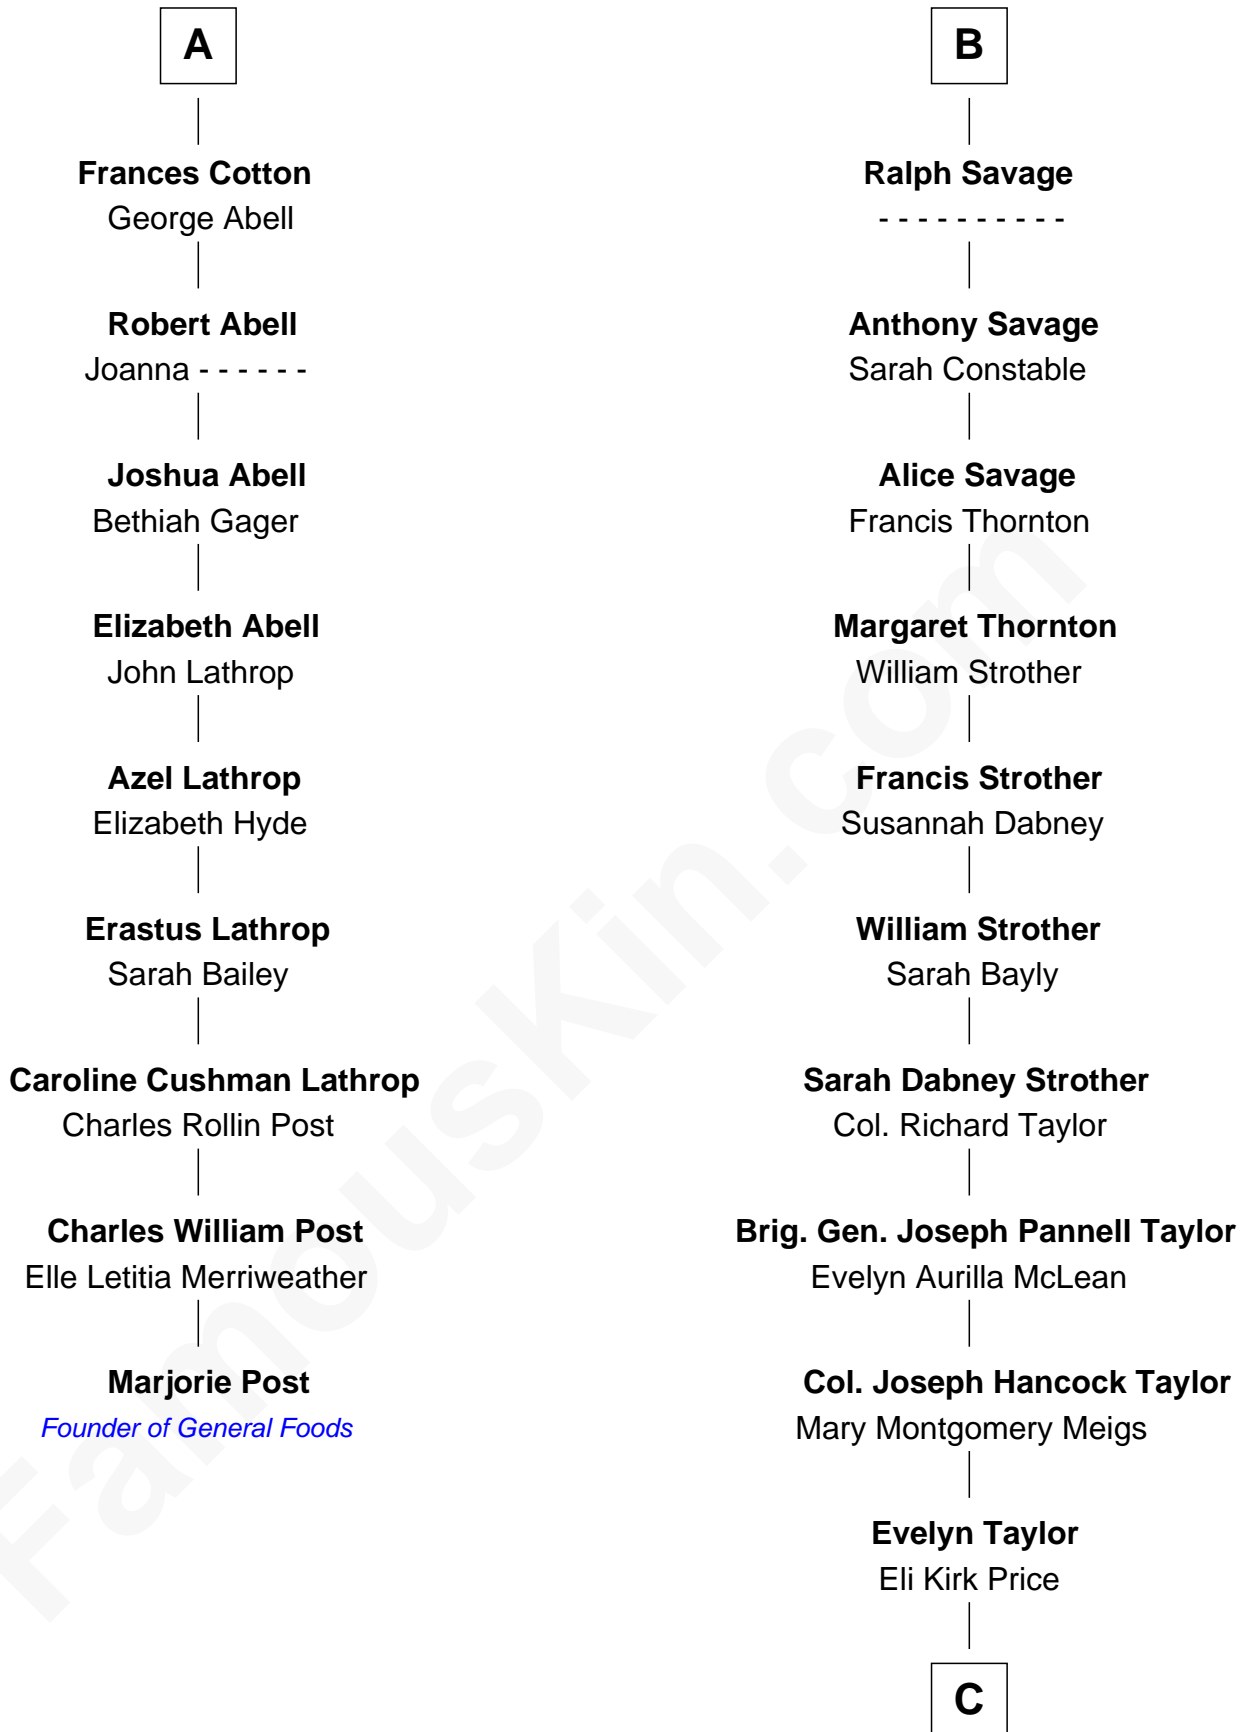 A
Frances Cotton
George Abell
Robert Abell
Joanna - - - - - -
Joshua Abell
Bethiah Gager
Elizabeth Abell
John Lathrop
Azel Lathrop
Elizabeth Hyde
Erastus Lathrop
Sarah Bailey
Caroline Cushman Lathrop
Charles Rollin Post
Charles William Post
Elle Letitia Merriweather
Marjorie Post
Founder of General Foods
B
Ralph Savage
- - - - - - - - - -
Anthony Savage
Sarah Constable
Alice Savage
Francis Thornton
Margaret Thornton
William Strother
Francis Strother
Susannah Dabney
William Strother
Sarah Bayly
Sarah Dabney Strother
Col. Richard Taylor
Brig. Gen. Joseph Pannell Taylor
Evelyn Aurilla McLean
Col. Joseph Hancock Taylor
Mary Montgomery Meigs
Evelyn Taylor
Eli Kirk Price
C
FamousKin.com